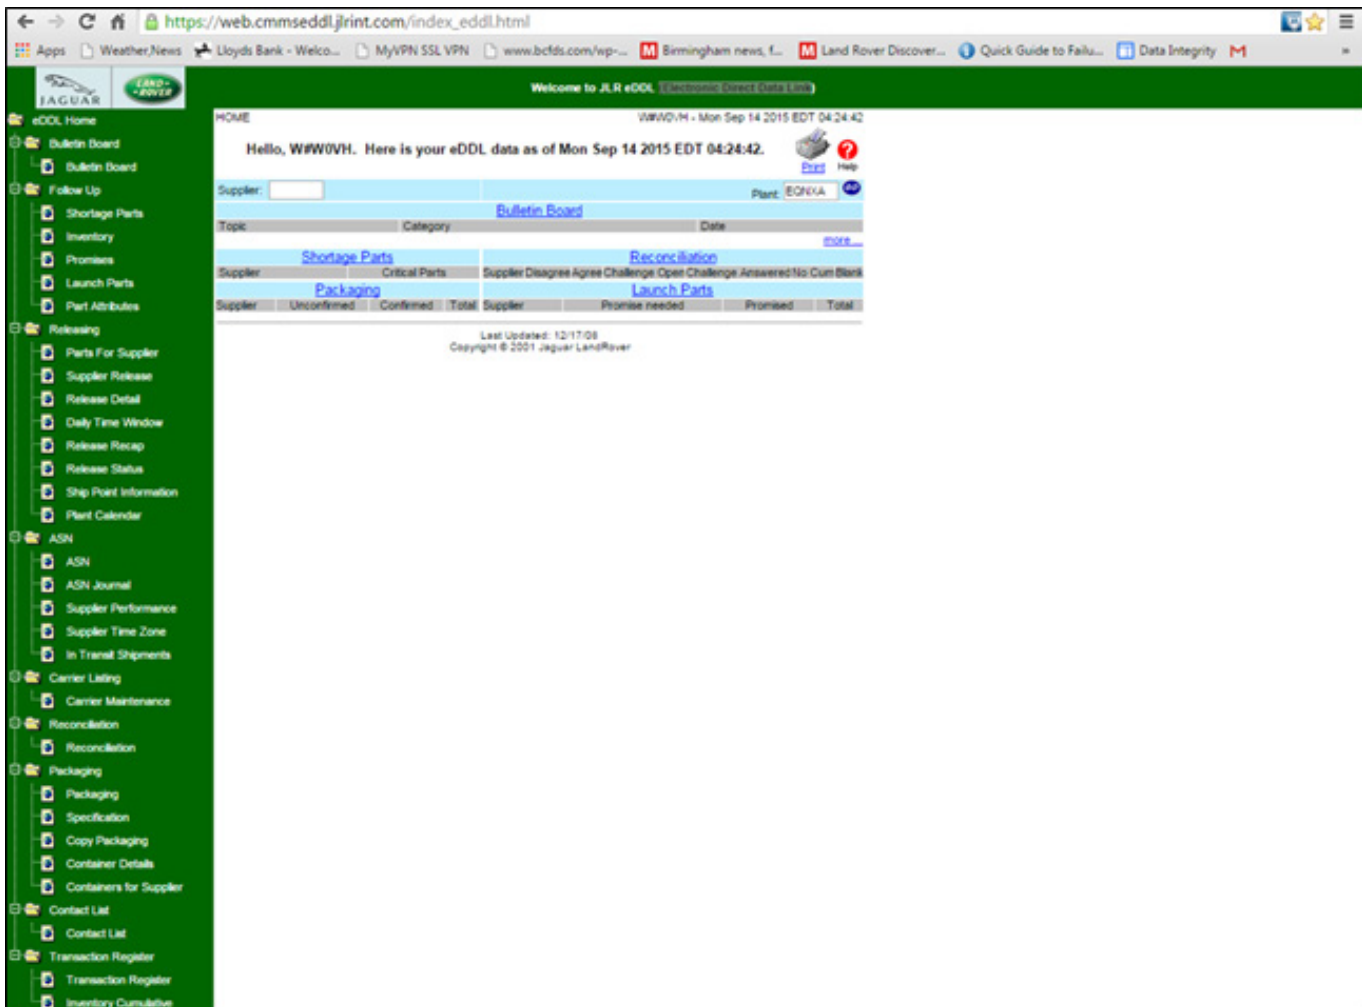 https://web.cmmseddl.jlrint.com/index_eddl.html
Apps Weather,News Lloyds Bank - Welco... MyVPN SSL VPN www.bcfds.com/wp-... Birmingham news, f... Land Rover Discover... Quick Guide to Failu... Data Integrity
JAGUAR LAND-ROVER Welcome to JLR eDDL (Electronic Direct Data Link)
HOME W#W0VH - Mon Sep 14 2015 EDT 04:24:42
Hello, W#W0VH. Here is your eDDL data as of Mon Sep 14 2015 EDT 04:24:42.
Print Help
Supplier: Plant: EQNXA GO
Bulletin Board
Topic Category Date
more ...
Shortage Parts Reconciliation
Supplier Critical Parts Supplier Disagree Agree Challenge Open Challenge Answered No Cum Blank
Packaging Launch Parts
Supplier Unconfirmed Confirmed Total Supplier Promise needed Promised Total
Last Updated: 12/17/08
Copyright © 2001 Jaguar LandRover
eDDL Home
Bulletin Board
Bulletin Board
Follow Up
Shortage Parts
Inventory
Promises
Launch Parts
Part Attributes
Releasing
Parts For Supplier
Supplier Release
Release Detail
Daily Time Window
Release Recap
Release Status
Ship Point Information
Plant Calendar
ASN
ASN
ASN Journal
Supplier Performance
Supplier Time Zone
In Transit Shipments
Carrier Listing
Carrier Maintenance
Reconciliation
Reconciliation
Packaging
Packaging
Specification
Copy Packaging
Container Details
Containers for Supplier
Contact List
Contact List
Transaction Register
Transaction Register
Inventory Cumulative